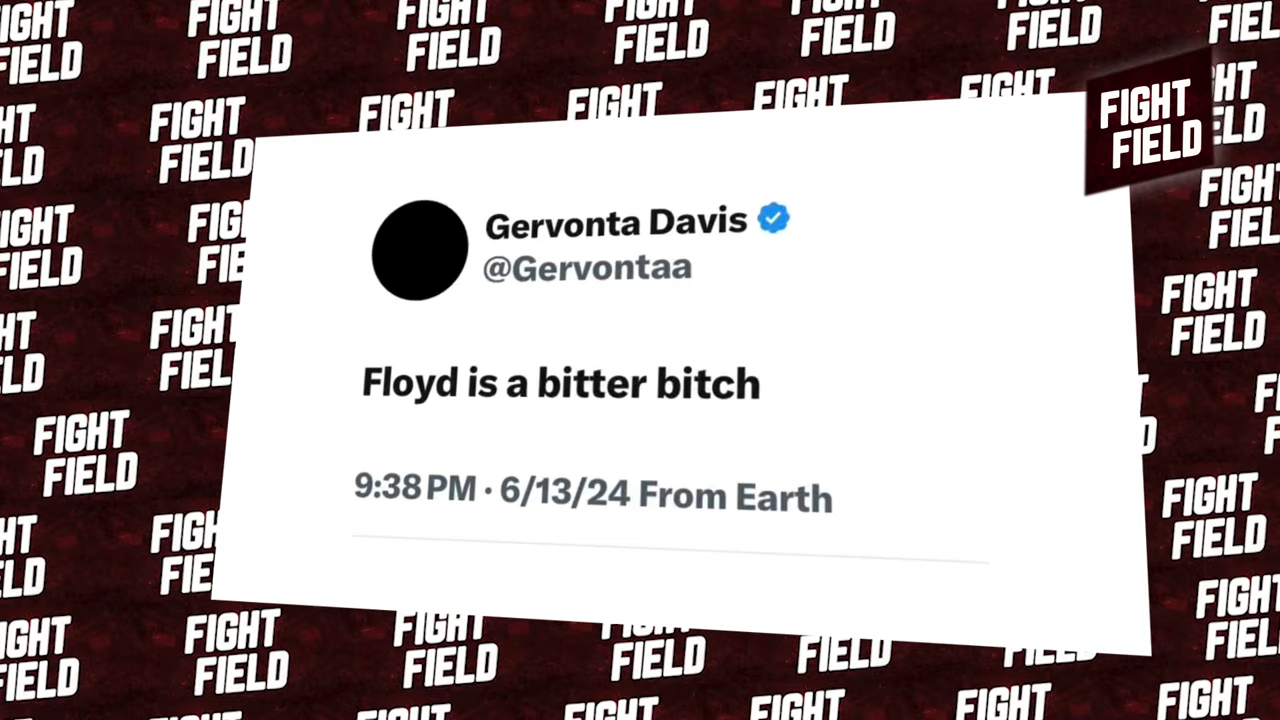 FIGHT
FIELD
Gervonta Davis
@Gervontaa
Floyd is a bitter bitch
9:38 PM · 6/13/24 From Earth